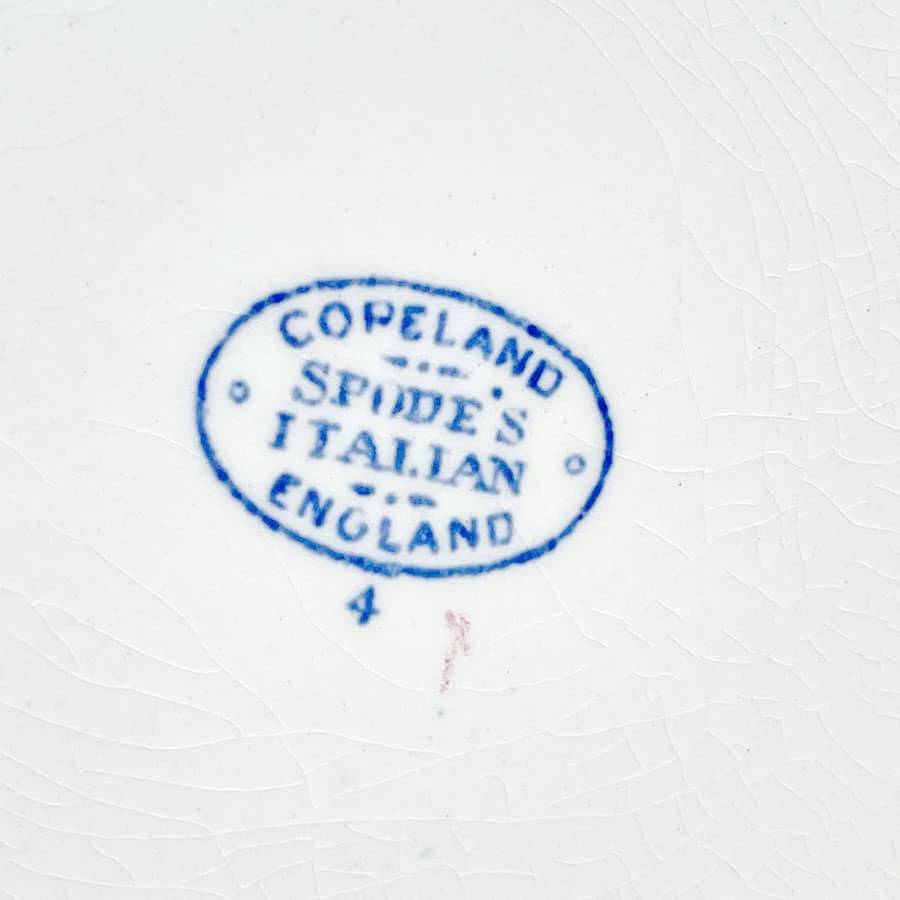 COPELAND
SPODE'S
ITALIAN
ENGLAND
4